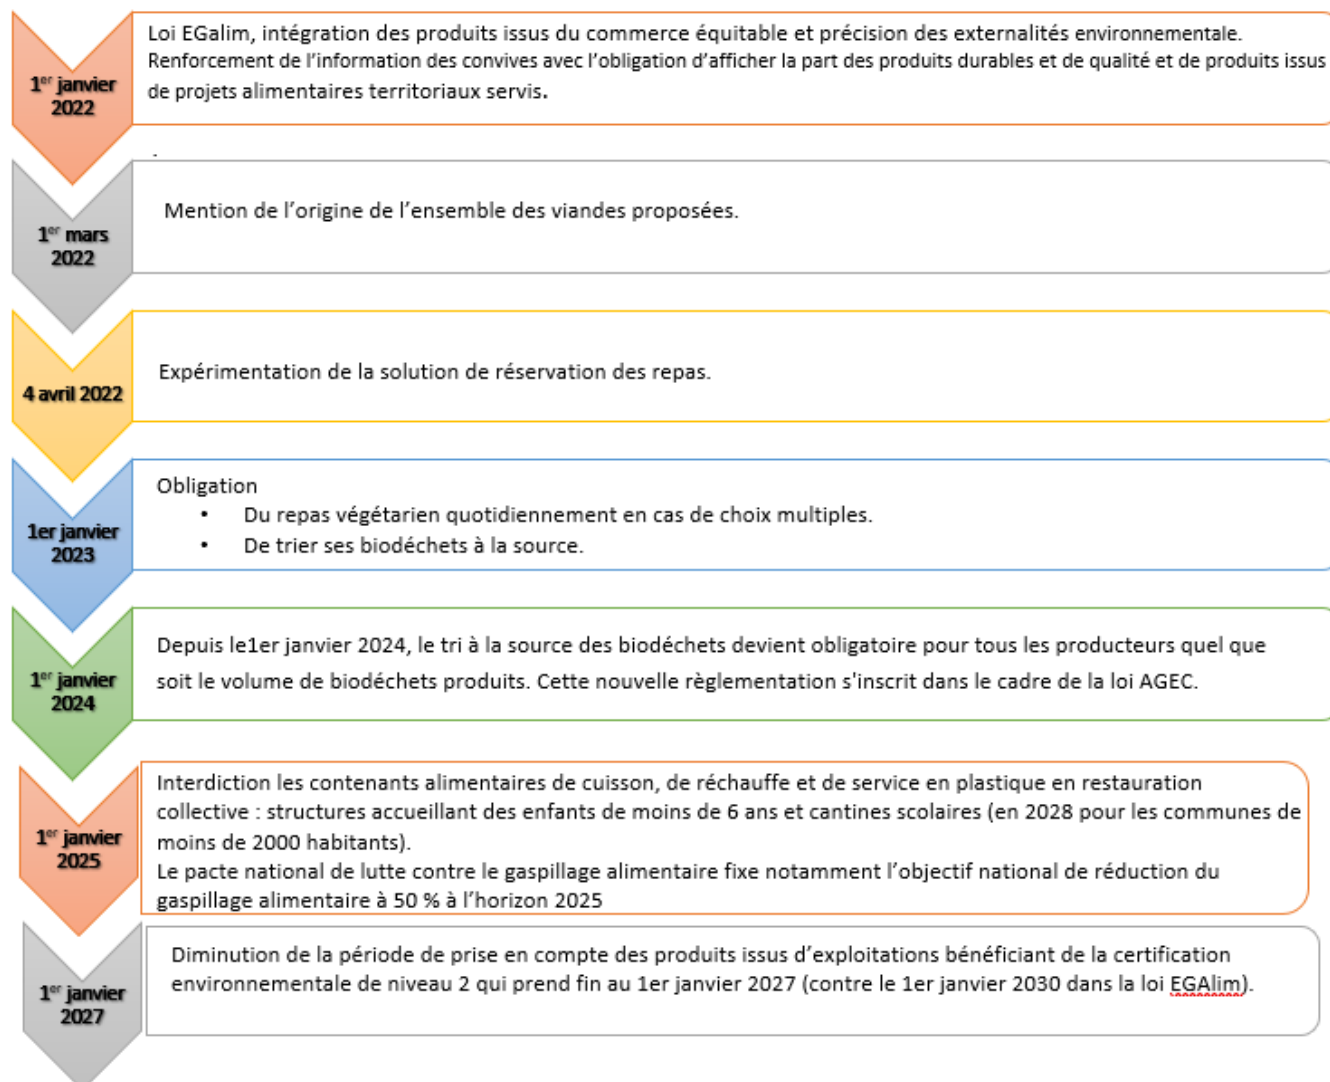 1er janvier
2022
Loi EGalim, intégration des produits issus du commerce équitable et précision des externalités environnementale.
Renforcement de l'information des convives avec l'obligation d'afficher la part des produits durables et de qualité et de produits issus
de projets alimentaires territoriaux servis.
1er mars
2022
Mention de l'origine de l'ensemble des viandes proposées.
4 avril 2022
Expérimentation de la solution de réservation des repas.
1er janvier
2023
Obligation
• Du repas végétarien quotidiennement en cas de choix multiples.
• De trier ses biodéchets à la source.
1er janvier
2024
Depuis le1er janvier 2024, le tri à la source des biodéchets devient obligatoire pour tous les producteurs quel que
soit le volume de biodéchets produits. Cette nouvelle règlementation s'inscrit dans le cadre de la loi AGEC.
1er janvier
2025
Interdiction les contenants alimentaires de cuisson, de réchauffe et de service en plastique en restauration
collective : structures accueillant des enfants de moins de 6 ans et cantines scolaires (en 2028 pour les communes de
moins de 2000 habitants).
Le pacte national de lutte contre le gaspillage alimentaire fixe notamment l'objectif national de réduction du
gaspillage alimentaire à 50 % à l'horizon 2025
1er janvier
2027
Diminution de la période de prise en compte des produits issus d'exploitations bénéficiant de la certification
environnementale de niveau 2 qui prend fin au 1er janvier 2027 (contre le 1er janvier 2030 dans la loi EGAlim).